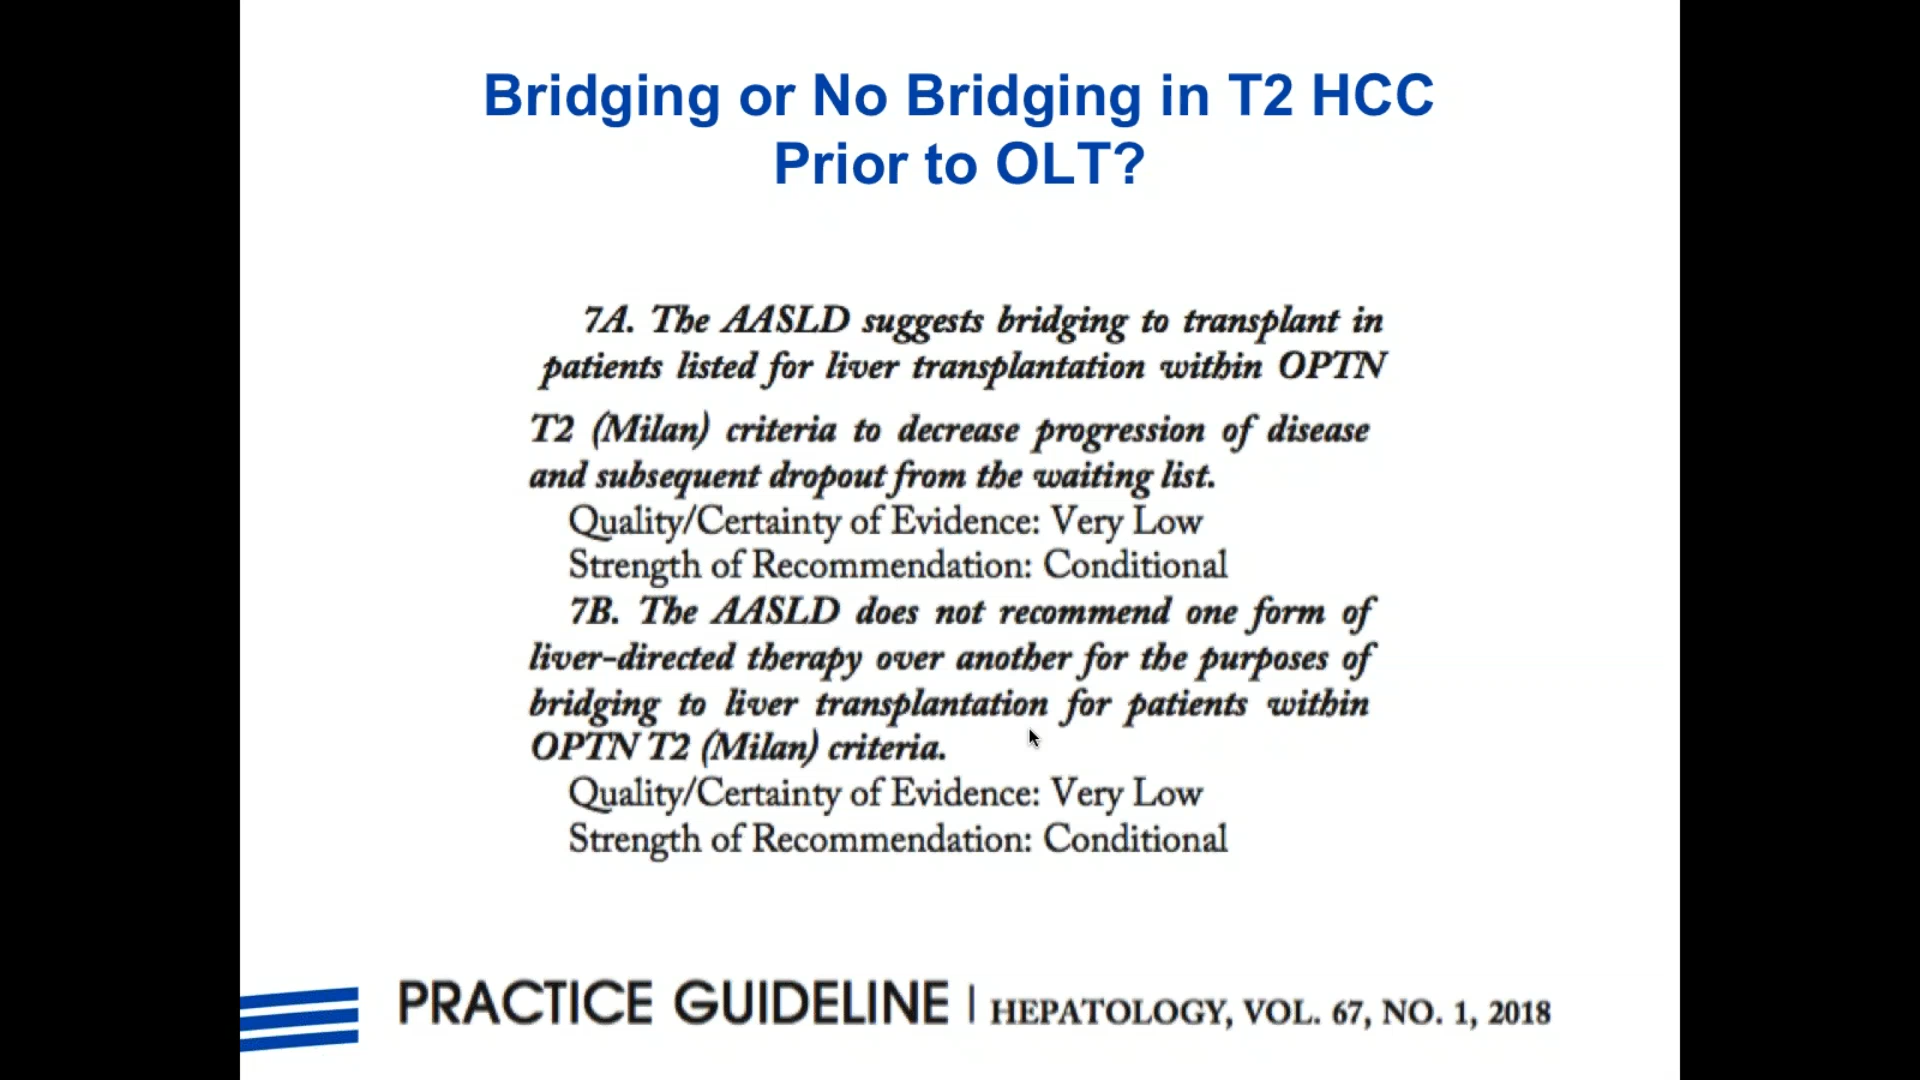 Bridging or No Bridging in T2 HCC
Prior to OLT?
7A. The AASLD suggests bridging to transplant in
patients listed for liver transplantation within OPTN
T2 (Milan) criteria to decrease progression of disease
and subsequent dropout from the waiting list.
Quality/Certainty of Evidence: Very Low
Strength of Recommendation: Conditional
7B. The AASLD does not recommend one form of
liver-directed therapy over another for the purposes of
bridging to liver transplantation for patients within
OPTN T2 (Milan) criteria.
Quality/Certainty of Evidence: Very Low
Strength of Recommendation: Conditional
PRACTICE GUIDELINE | HEPATOLOGY, VOL. 67, NO. 1, 2018